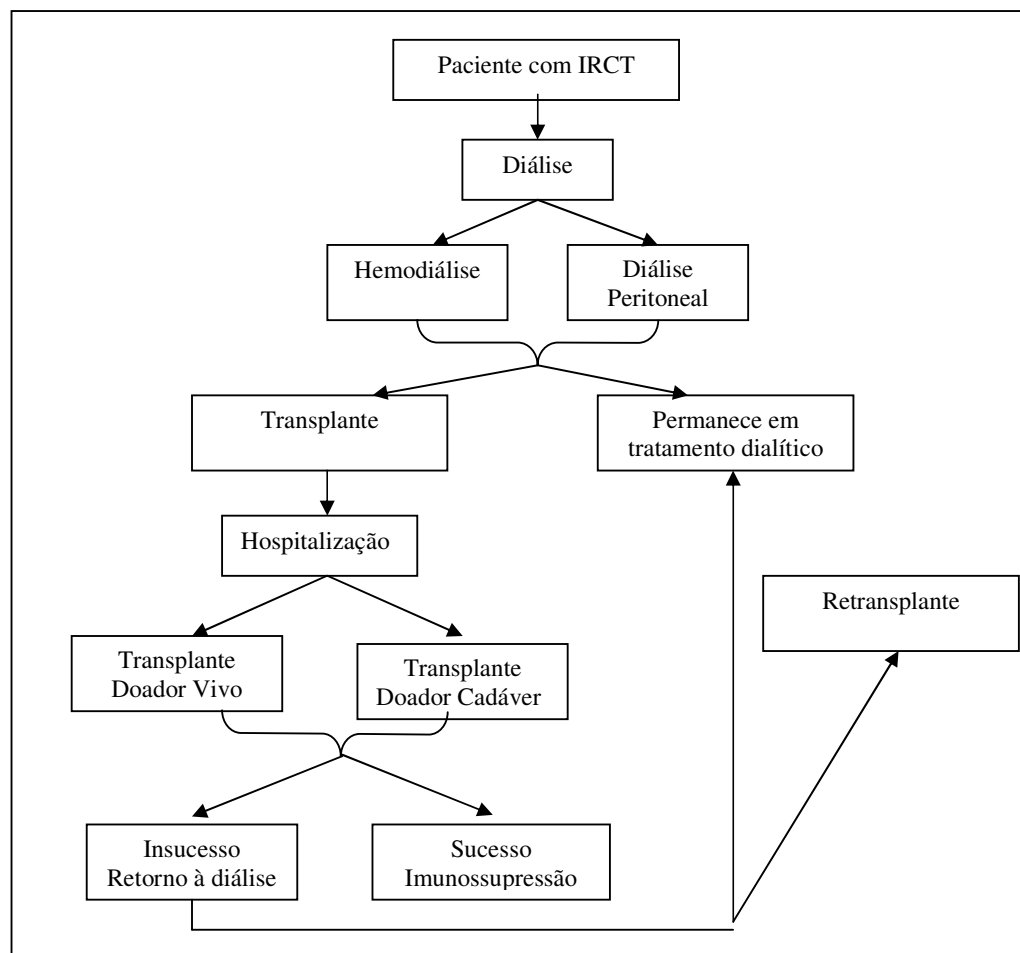 Paciente com IRCT
Diálise
Hemodiálise
Diálise
Peritoneal
Transplante
Permanece em
tratamento dialítico
Hospitalização
Retransplante
Transplante
Doador Vivo
Transplante
Doador Cadáver
Insucesso
Retorno à diálise
Sucesso
Imunossupressão